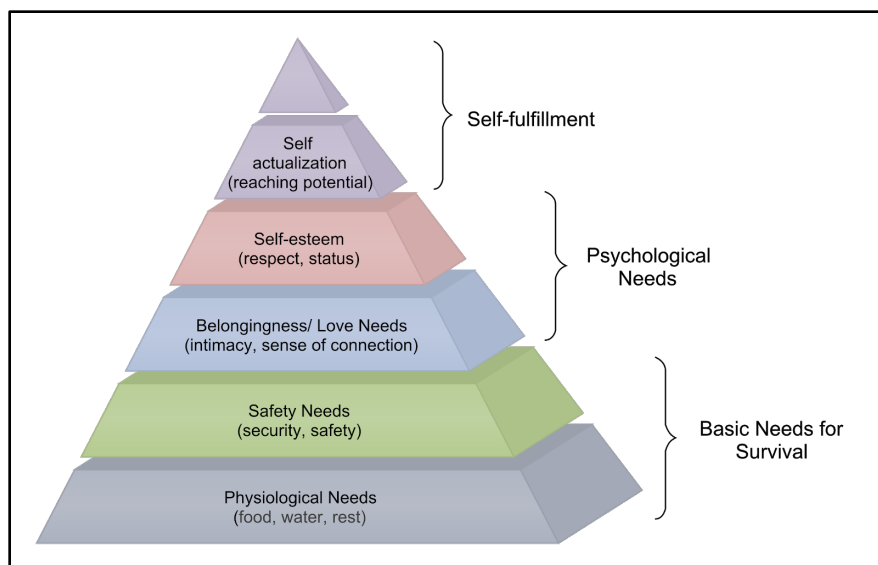 Self-fulfillment
Self
actualization
(reaching potential)
Self-esteem
(respect, status)
Psychological
Needs
Belongingness/ Love Needs
(intimacy, sense of connection)
Safety Needs
(security, safety)
Basic Needs for
Survival
Physiological Needs
(food, water, rest)